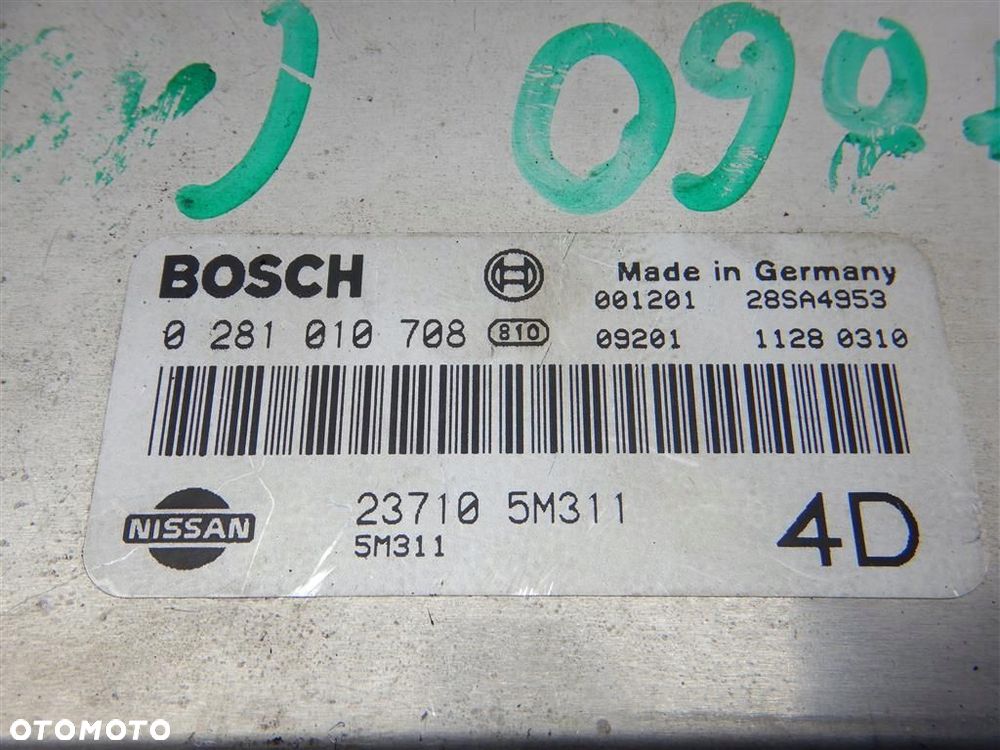 090
BOSCH
Made in Germany
001201 28SA4953
0 281 010 708 810
09201 1128 0310
NISSAN
23710 5M311
5M311
4D
OTOMOTO